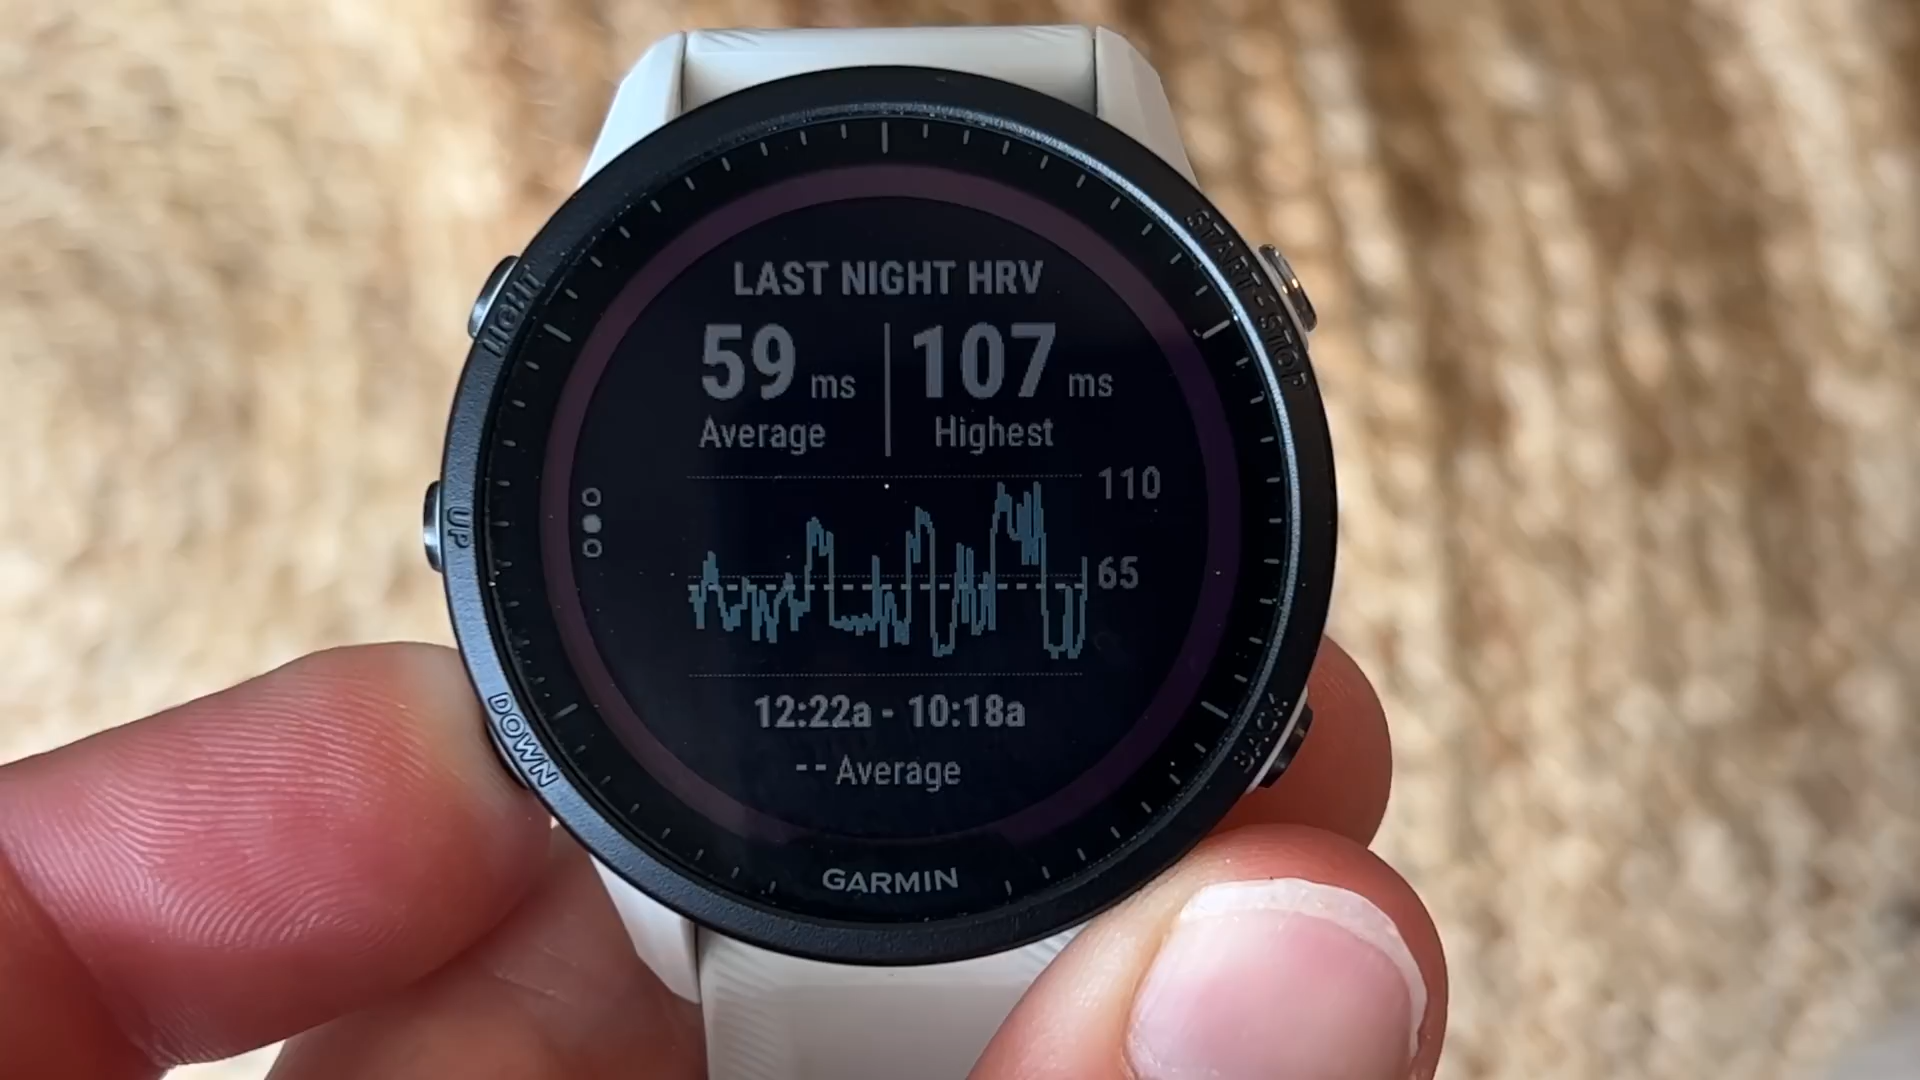 LAST NIGHT HRV
59 ms
107 ms
Average
Highest
110
65
12:22a - 10:18a
-- Average
GARMIN
LIGHT
UP
DOWN
START - STOP
BACK